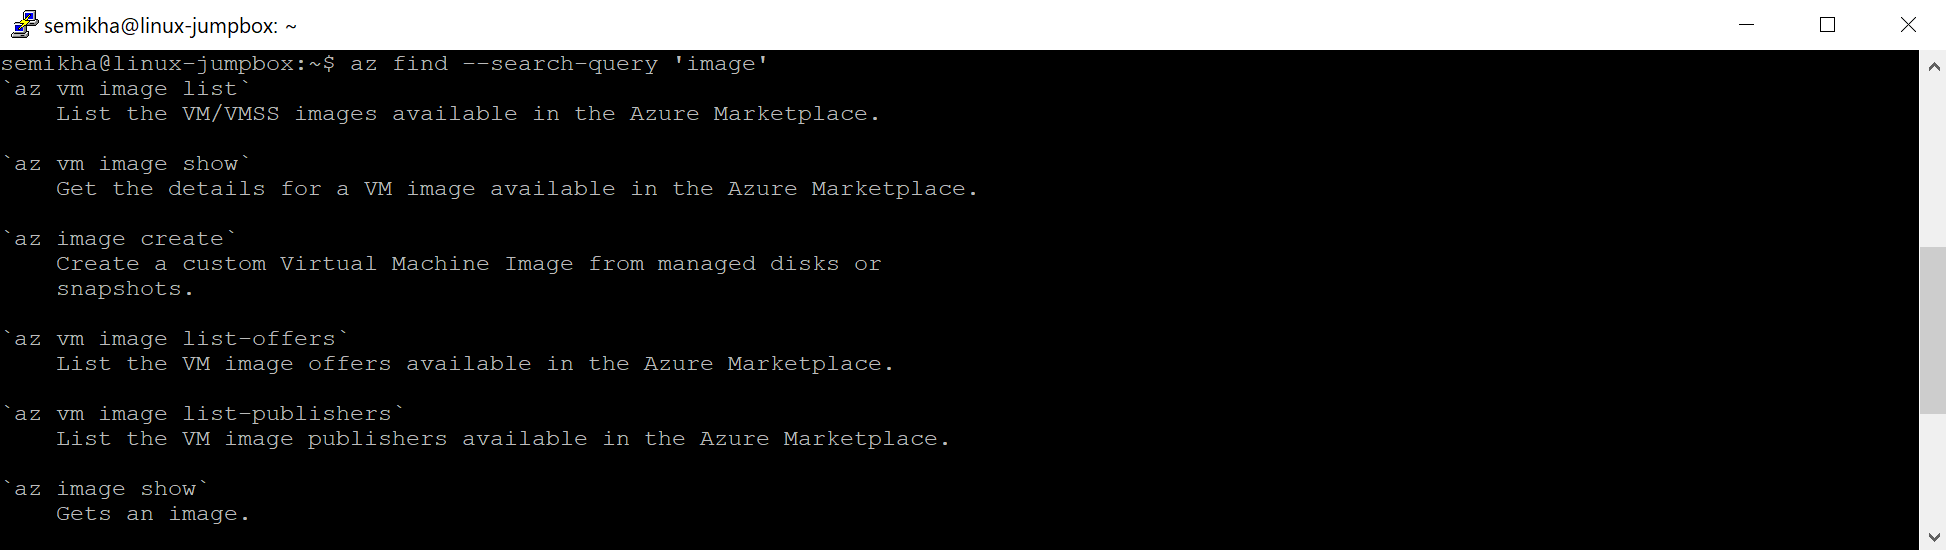 semikha@linux-jumpbox: ~
semikha@linux-jumpbox:~$ az find --search-query 'image'
`az vm image list`
    List the VM/VMSS images available in the Azure Marketplace.

`az vm image show`
    Get the details for a VM image available in the Azure Marketplace.

`az image create`
    Create a custom Virtual Machine Image from managed disks or
    snapshots.

`az vm image list-offers`
    List the VM image offers available in the Azure Marketplace.

`az vm image list-publishers`
    List the VM image publishers available in the Azure Marketplace.

`az image show`
    Gets an image.